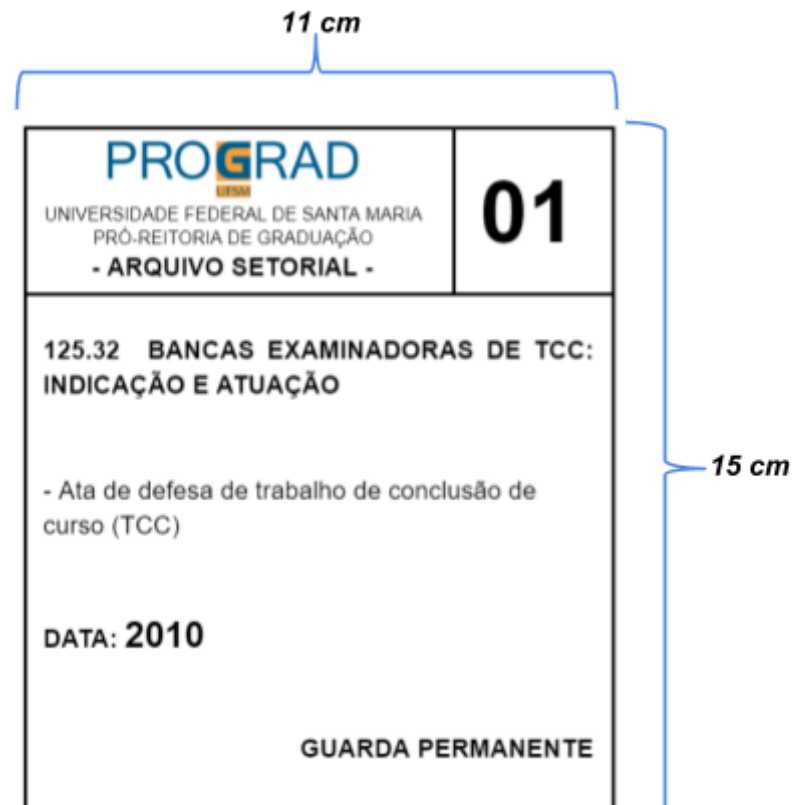 11 cm
PROGRAD
UFSM
UNIVERSIDADE FEDERAL DE SANTA MARIA
PRÓ-REITORIA DE GRADUAÇÃO
- ARQUIVO SETORIAL -
01
125.32 BANCAS EXAMINADORAS DE TCC:
INDICAÇÃO E ATUAÇÃO
- Ata de defesa de trabalho de conclusão de
curso (TCC)
15 cm
DATA: 2010
GUARDA PERMANENTE